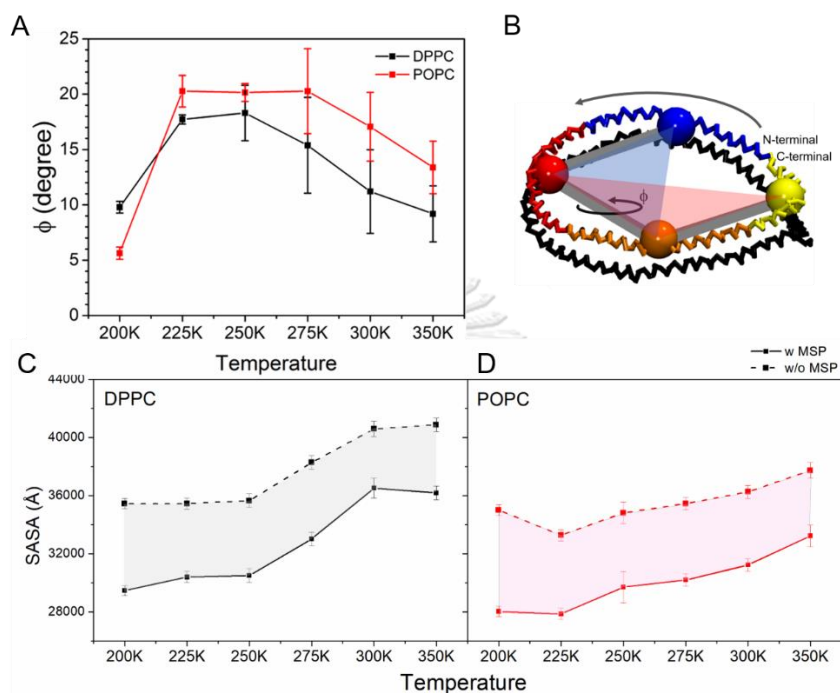 A
25
20
15
10
5
0
ϕ (degree)
DPPC
POPC
200K 225K 250K 275K 300K 350K
Temperature
B
N-terminal
C-terminal
ϕ
C
44000
40000
36000
32000
28000
SASA (Å)
DPPC
200K 225K 250K 275K 300K 350K
D
w MSP
w/o MSP
POPC
200K 225K 250K 275K 300K 350K
Temperature